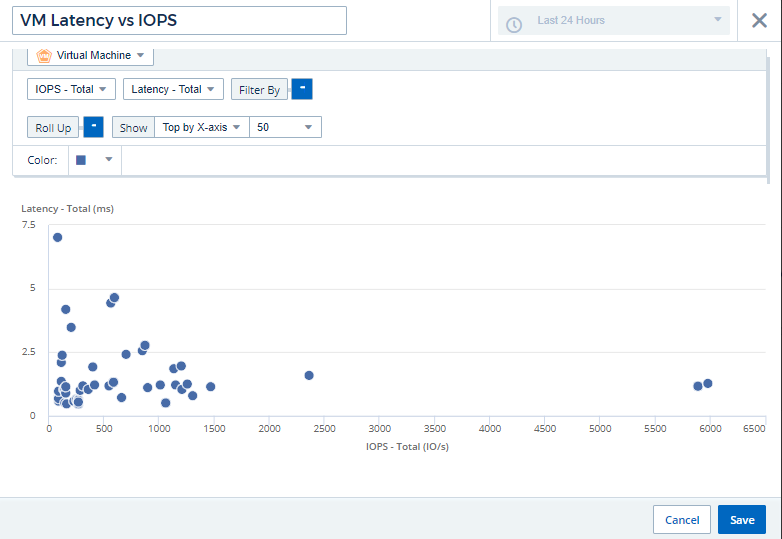 VM Latency vs IOPS
Last 24 Hours
Virtual Machine
IOPS - Total
Latency - Total
Filter By
Roll Up
Show
Top by X-axis
50
Color:
Latency - Total (ms)
7.5
5
2.5
0
0 500 1000 1500 2000 2500 3000 3500 4000 4500 5000 5500 6000 6500
IOPS - Total (IO/s)
Cancel
Save